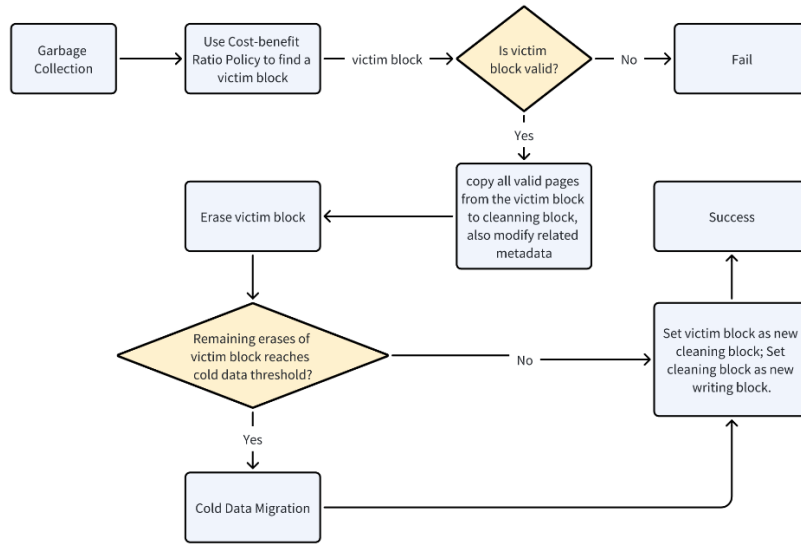 Garbage
Collection
Use Cost-benefit
Ratio Policy to find a
victim block
victim block
Is victim
block valid?
No
Fail
Yes
copy all valid pages
from the victim block
to cleanning block,
also modify related
metadata
Erase victim block
Success
Remaining erases of
victim block reaches
cold data threshold?
No
Set victim block as new
cleaning block; Set
cleaning block as new
writing block.
Yes
Cold Data Migration